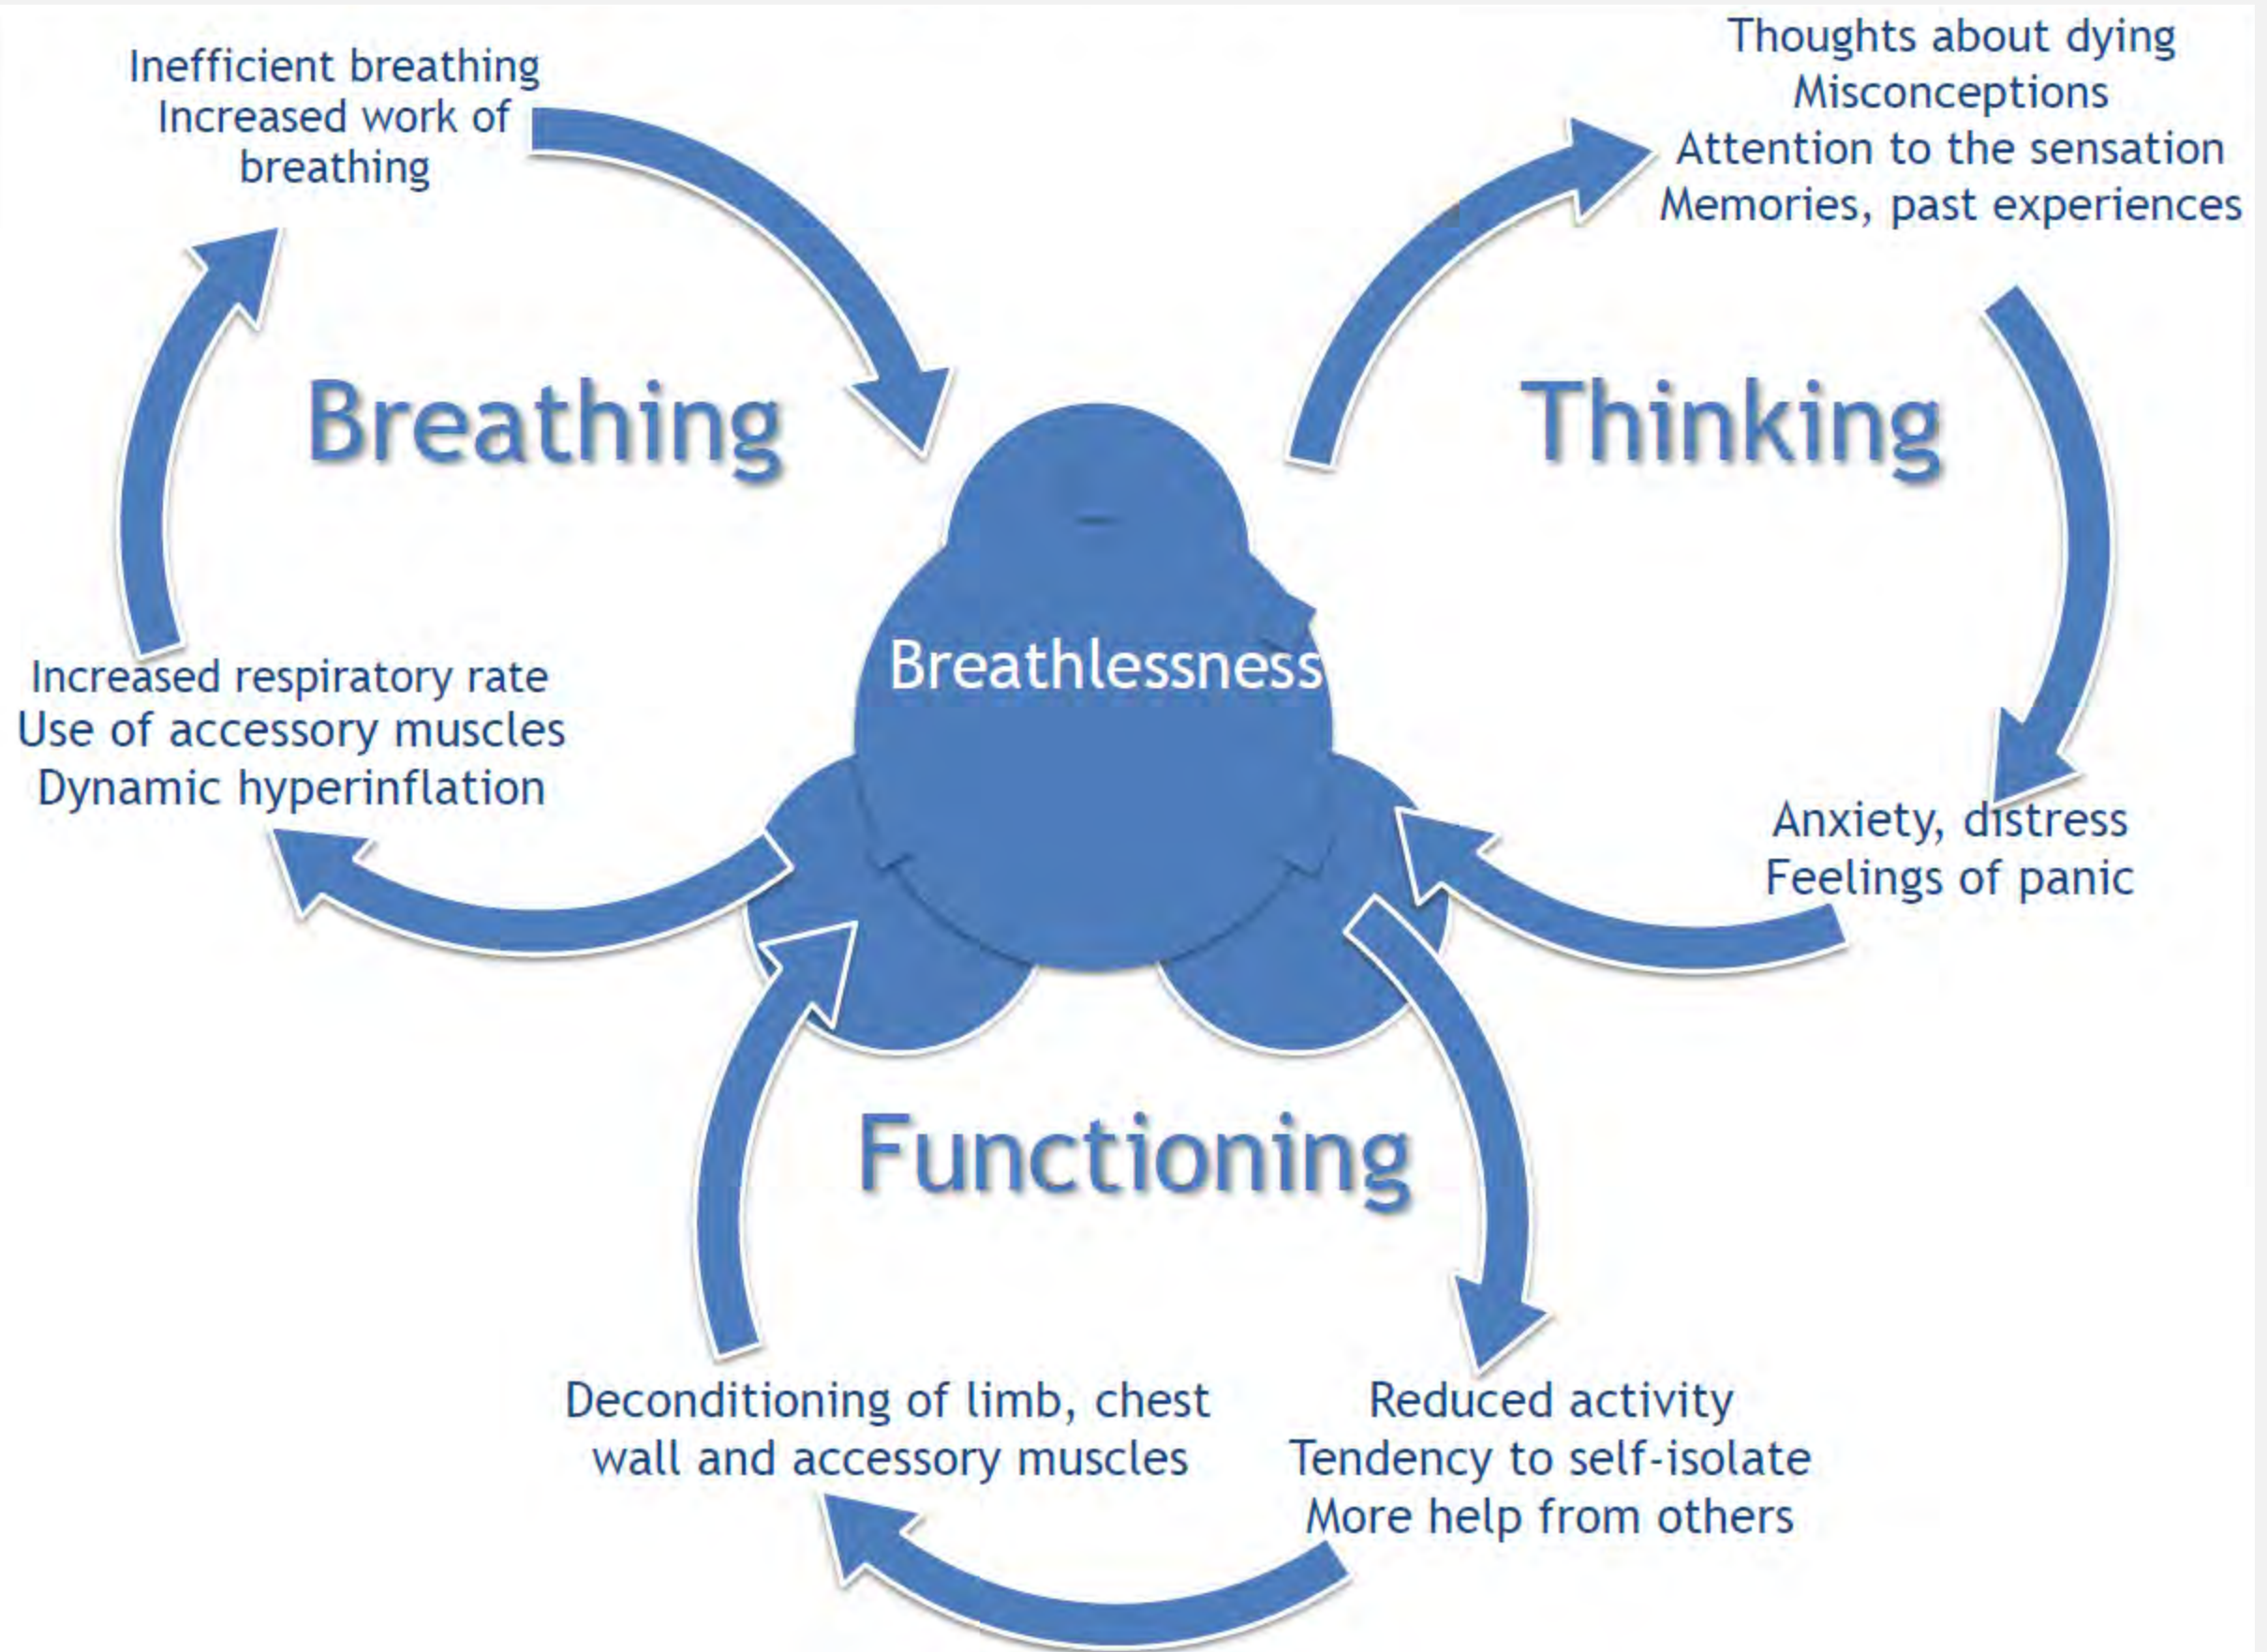 Inefficient breathing
Increased work of
breathing
Thoughts about dying
Misconceptions
Attention to the sensation
Memories, past experiences
Breathing
Thinking
Breathlessness
Increased respiratory rate
Use of accessory muscles
Dynamic hyperinflation
Anxiety, distress
Feelings of panic
Functioning
Deconditioning of limb, chest
wall and accessory muscles
Reduced activity
Tendency to self-isolate
More help from others